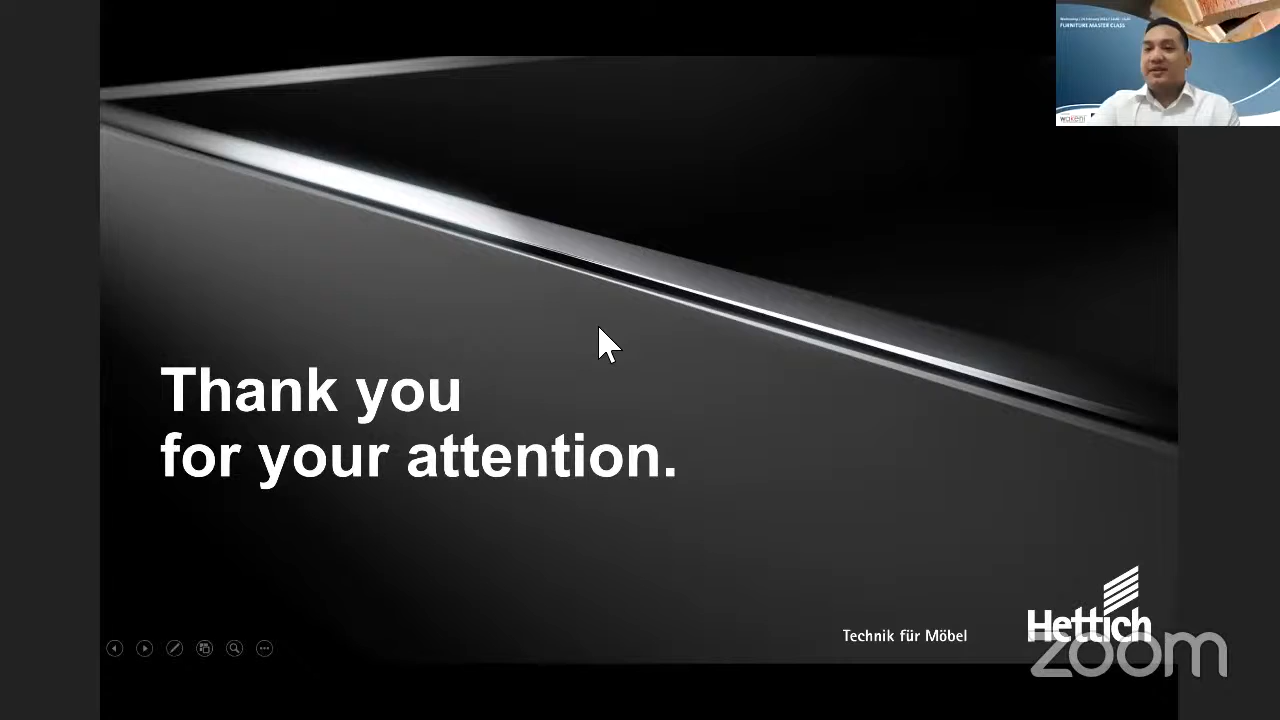 FURNITURE MASTER CLASS
Thank you
for your attention.
Technik für Möbel
Hettich
zoom